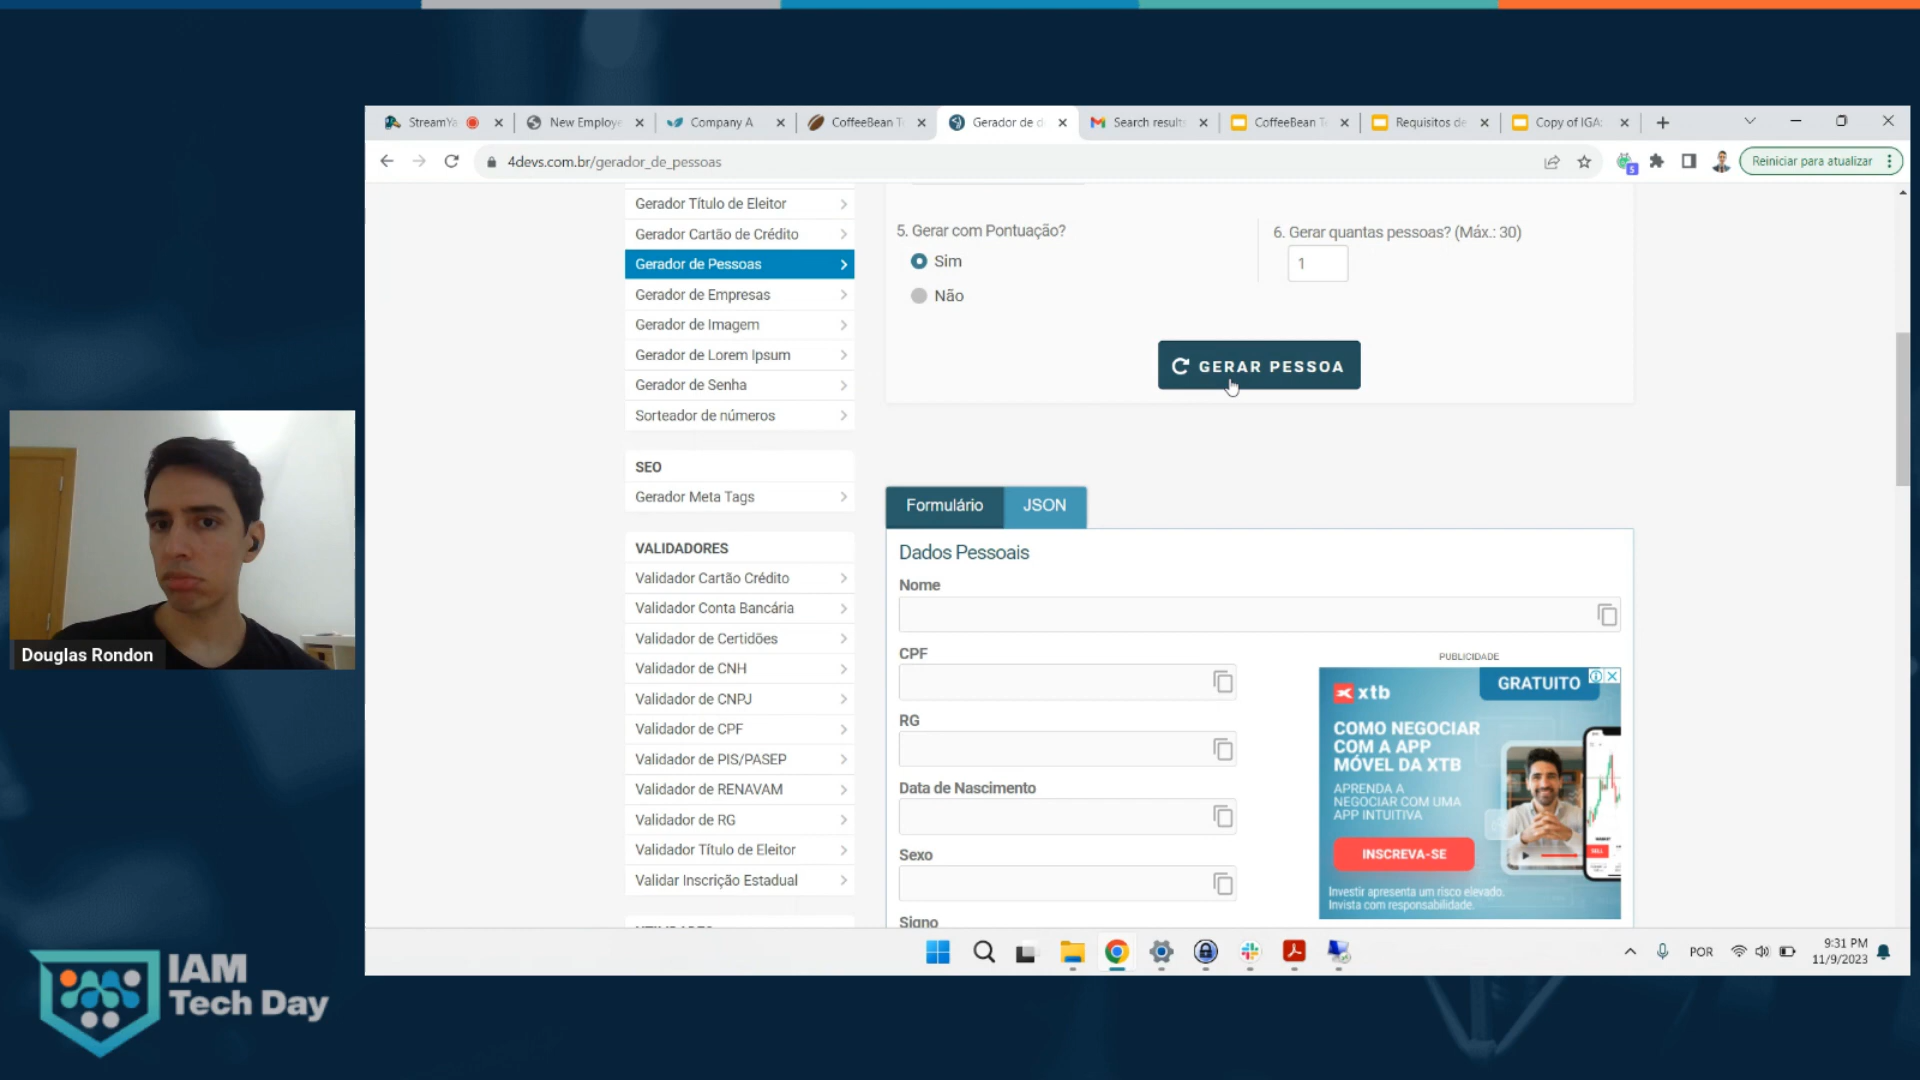 StreamYa
New Employe
Company A
CoffeeBean T
Gerador de d
Search results
CoffeeBean T
Requisitos de
Copy of IGA:
4devs.com.br/gerador_de_pessoas
5
Reiniciar para atualizar
Gerador Título de Eleitor
Gerador Cartão de Crédito
Gerador de Pessoas
Gerador de Empresas
Gerador de Imagem
Gerador de Lorem Ipsum
Gerador de Senha
Sorteador de números
SEO
Gerador Meta Tags
VALIDADORES
Validador Cartão Crédito
Validador Conta Bancária
Validador de Certidões
Validador de CNH
Validador de CNPJ
Validador de CPF
Validador de PIS/PASEP
Validador de RENAVAM
Validador de RG
Validador Título de Eleitor
Validar Inscrição Estadual
5. Gerar com Pontuação?
Sim
Não
6. Gerar quantas pessoas? (Máx.: 30)
1
GERAR PESSOA
Formulário
JSON
Dados Pessoais
Nome
CPF
RG
Data de Nascimento
Sexo
Signo
PUBLICIDADE
xtb
GRATUITO
COMO NEGOCIAR
COM A APP
MÓVEL DA XTB
APRENDA A
NEGOCIAR COM UMA
APP INTUITIVA
INSCREVA-SE
Investir apresenta um risco elevado.
Invista com responsabilidade.
Douglas Rondon
IAM
Tech Day
POR
9:31 PM
11/9/2023